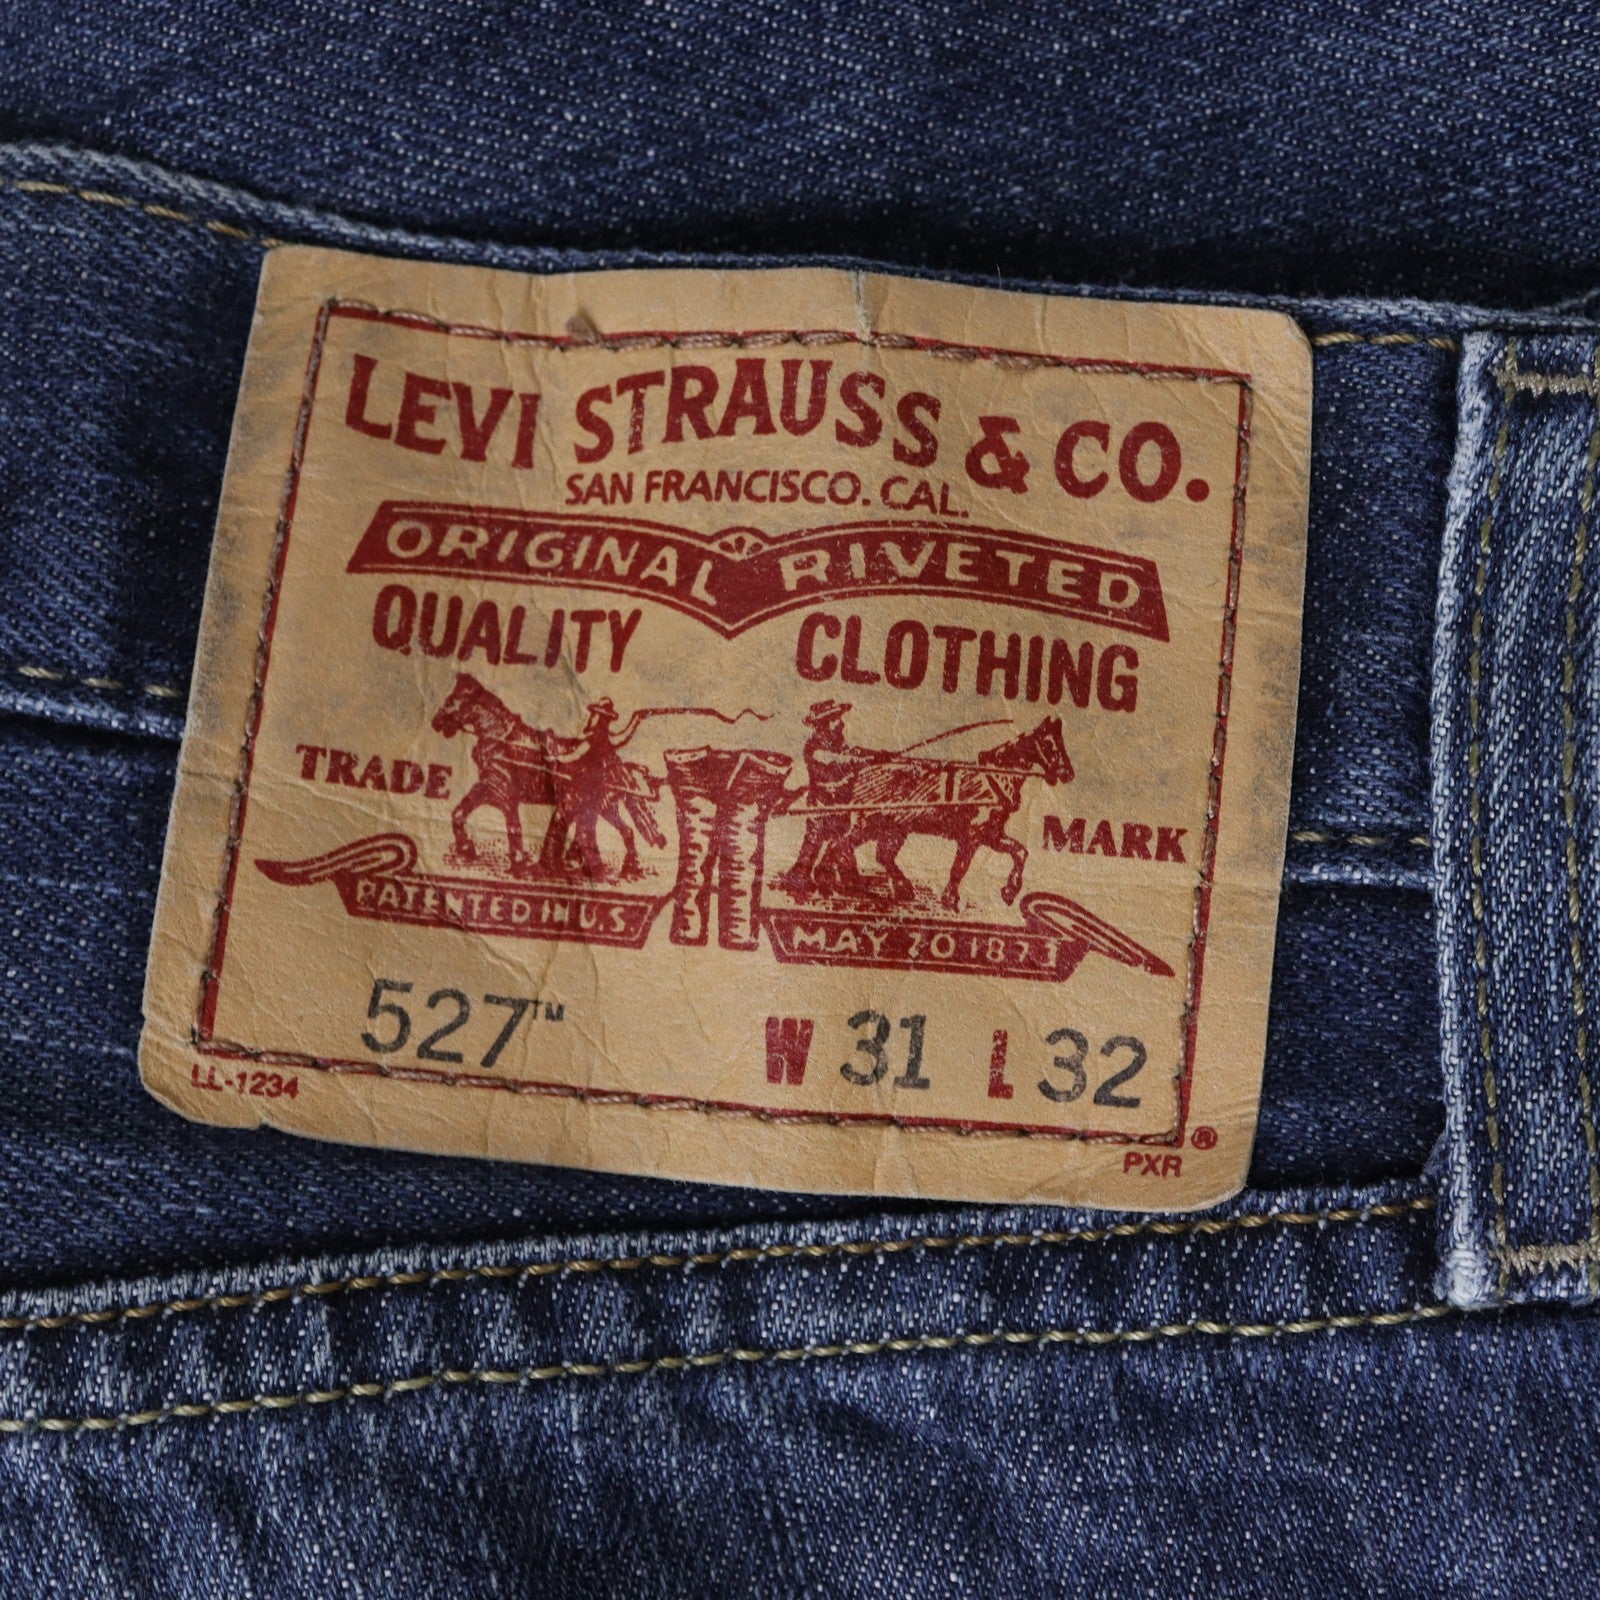 LEVI STRAUSS & CO.
SAN FRANCISCO. CAL.
ORIGINAL RIVETED
QUALITY CLOTHING
TRADE MARK
PATENTED IN U.S. MAY 20 1873
527™ W 31 L 32
LL-1234 PXR ®